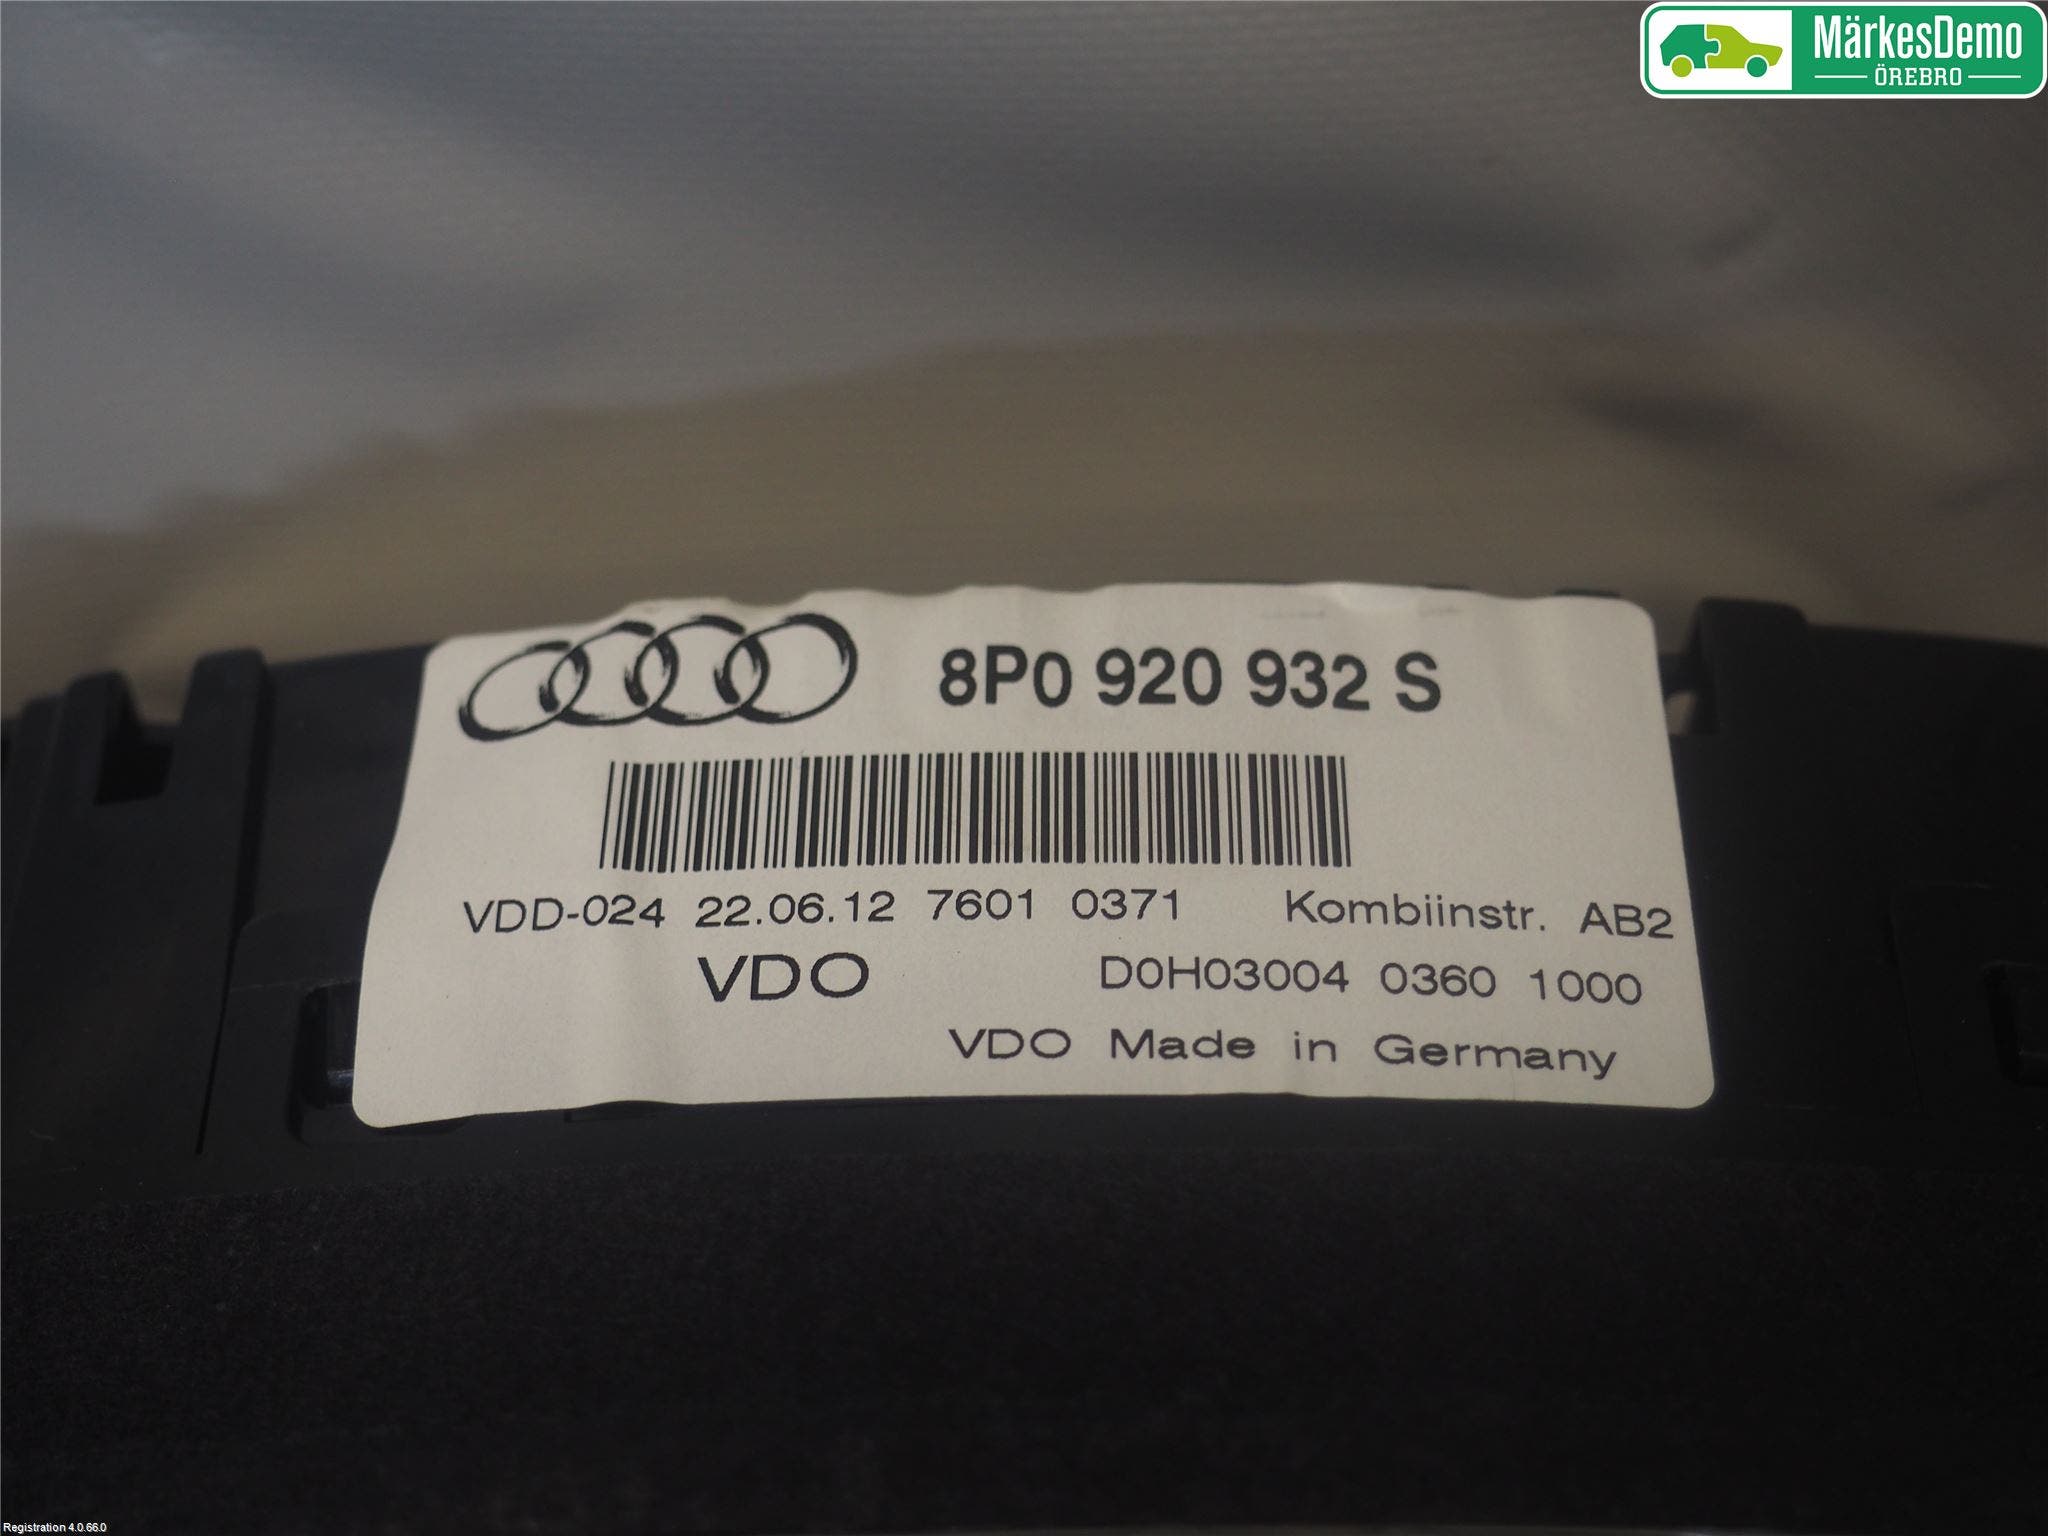 MärkesDemo
ÖREBRO
8P0 920 932 S
VDD-024 22.06.12 7601 0371 Kombiinstr. AB2
VDO D0H03004 0360 1000
VDO Made in Germany
Registration 4.0.66.0